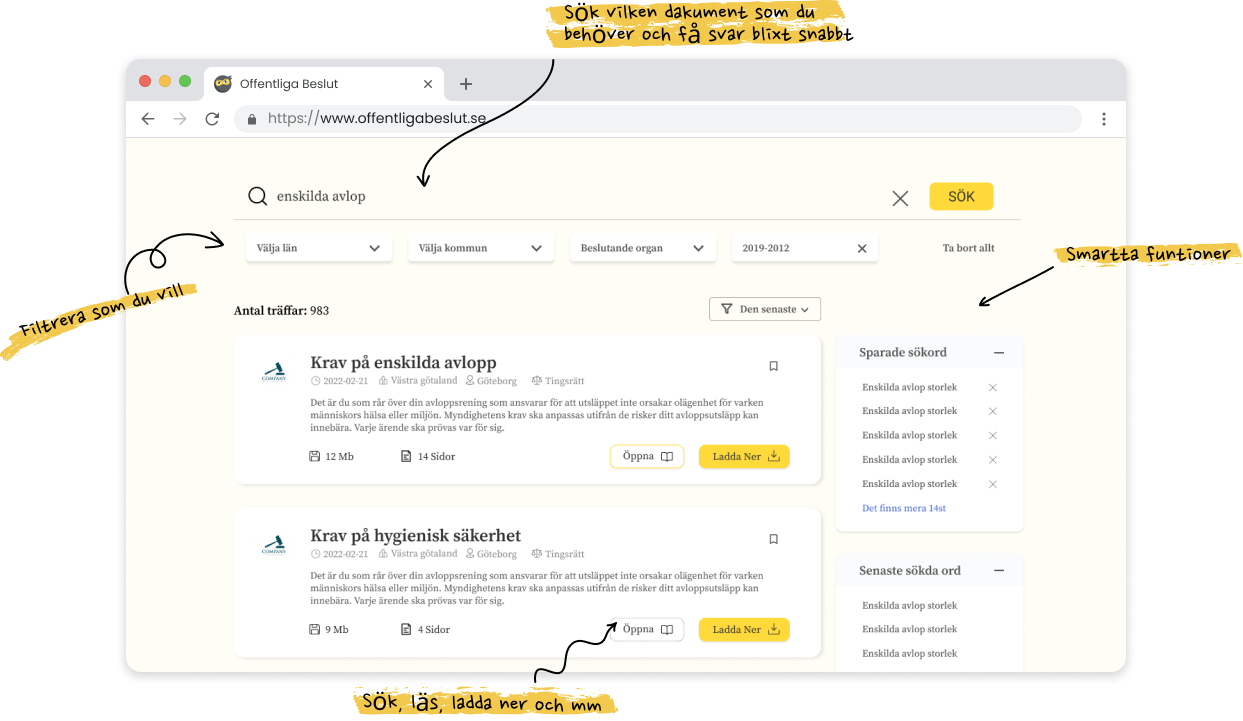 Sök vilken dakument som du
behöver och få svar blixt snabbt
Offentliga Beslut
https://www.offentligabeslut.se
enskilda avlop
SÖK
Välja län
Välja kommun
Beslutande organ
2019-2012
Ta bort allt
Smartta funtioner
Filtrera som du vill
Antal träffar: 983
Den senaste
Krav på enskilda avlopp
2022-02-21 Västra götaland Göteborg Tingsrätt
Det är du som rår över din avloppsrening som ansvarar för att utsläppet inte orsakar olägenhet för varken
människors hälsa eller miljön. Myndighetens krav ska anpassas utifrån de risker ditt avloppsutsläpp kan
innebära. Varje ärende ska prövas var för sig.
COMPANY
12 Mb
14 Sidor
Öppna
Ladda Ner
Krav på hygienisk säkerhet
2022-02-21 Västra götaland Göteborg Tingsrätt
Det är du som rår över din avloppsrening som ansvarar för att utsläppet inte orsakar olägenhet för varken
människors hälsa eller miljön. Myndighetens krav ska anpassas utifrån de risker ditt avloppsutsläpp kan
innebära. Varje ärende ska prövas var för sig.
COMPANY
9 Mb
4 Sidor
Öppna
Ladda Ner
Sparade sökord
Enskilda avlop storlek
Enskilda avlop storlek
Enskilda avlop storlek
Enskilda avlop storlek
Enskilda avlop storlek
Det finns mera 14st
Senaste sökda ord
Enskilda avlop storlek
Enskilda avlop storlek
Enskilda avlop storlek
Sök, läs, ladda ner och mm